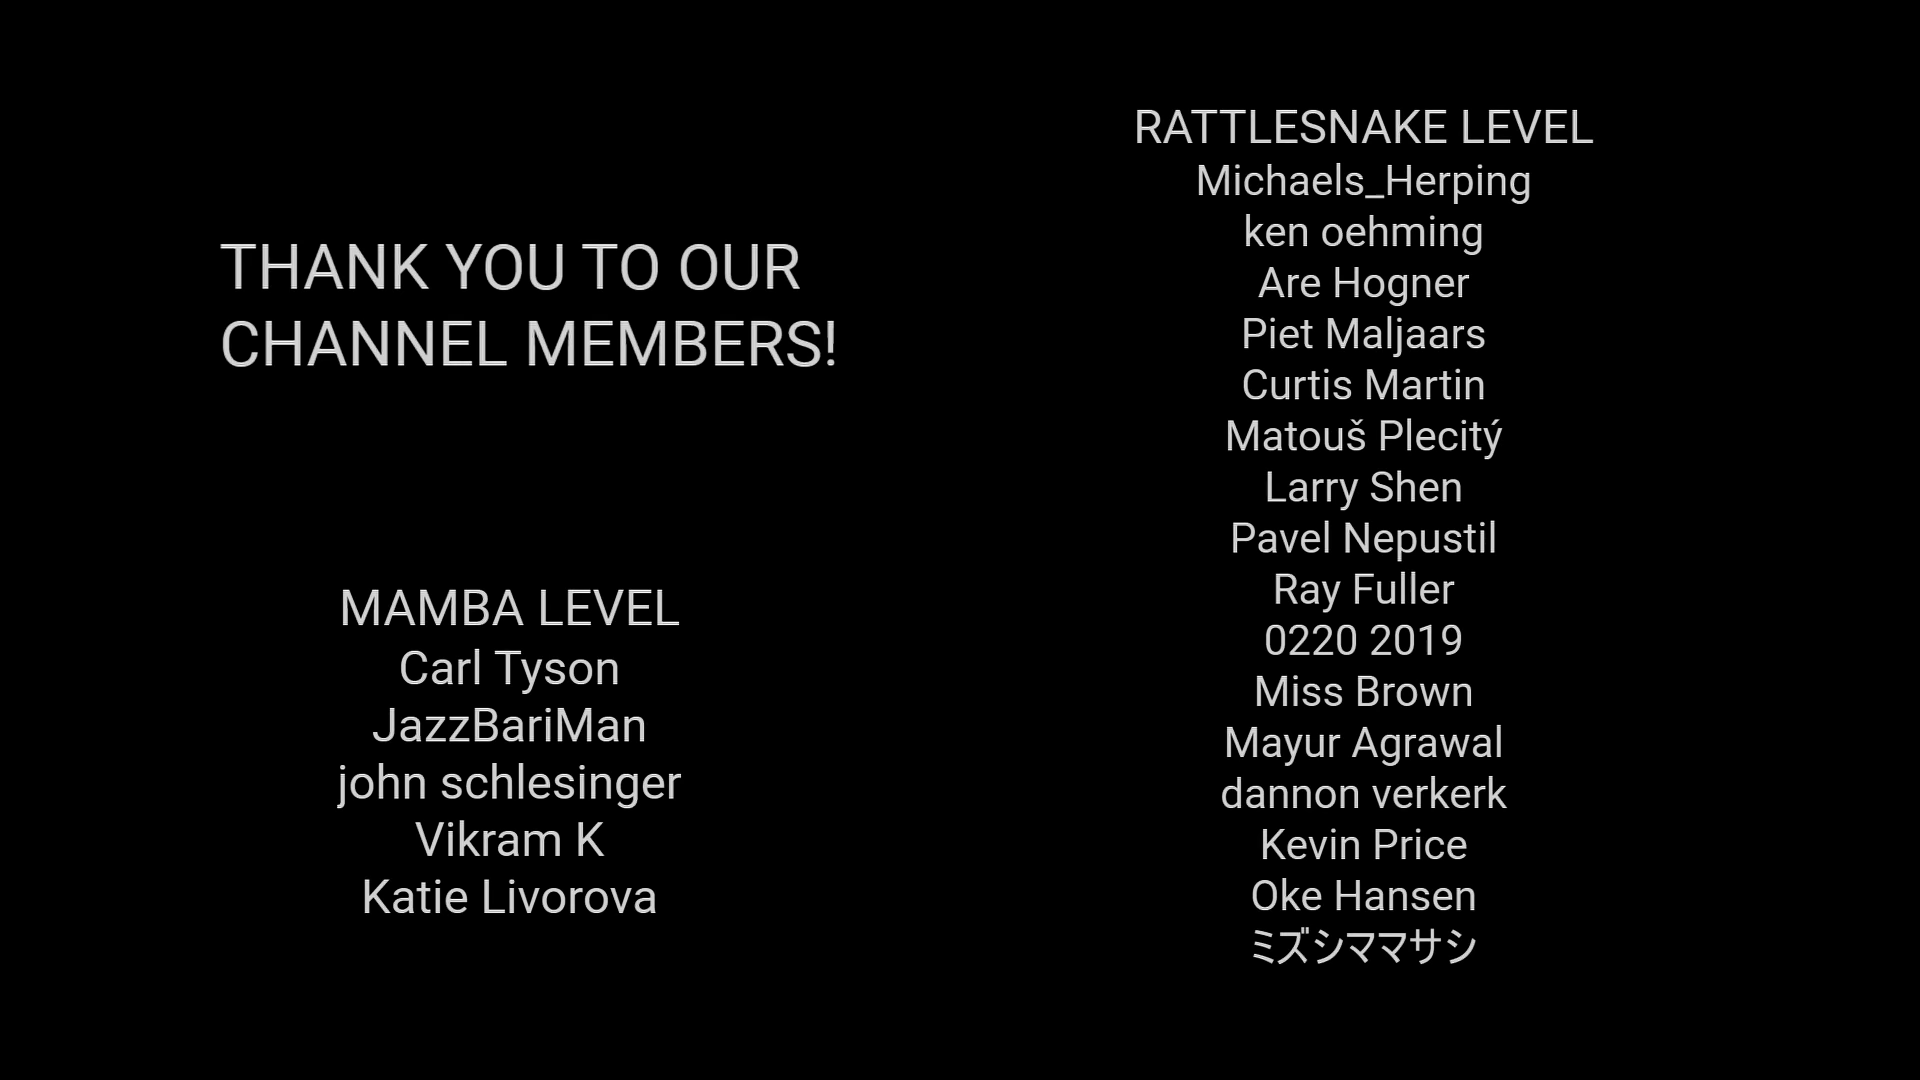 THANK YOU TO OUR
CHANNEL MEMBERS!
MAMBA LEVEL
Carl Tyson
JazzBariMan
john schlesinger
Vikram K
Katie Livorova
RATTLESNAKE LEVEL
Michaels_Herping
ken oehming
Are Hogner
Piet Maljaars
Curtis Martin
Matouš Plecitý
Larry Shen
Pavel Nepustil
Ray Fuller
0220 2019
Miss Brown
Mayur Agrawal
dannon verkerk
Kevin Price
Oke Hansen
ミズシママサシ